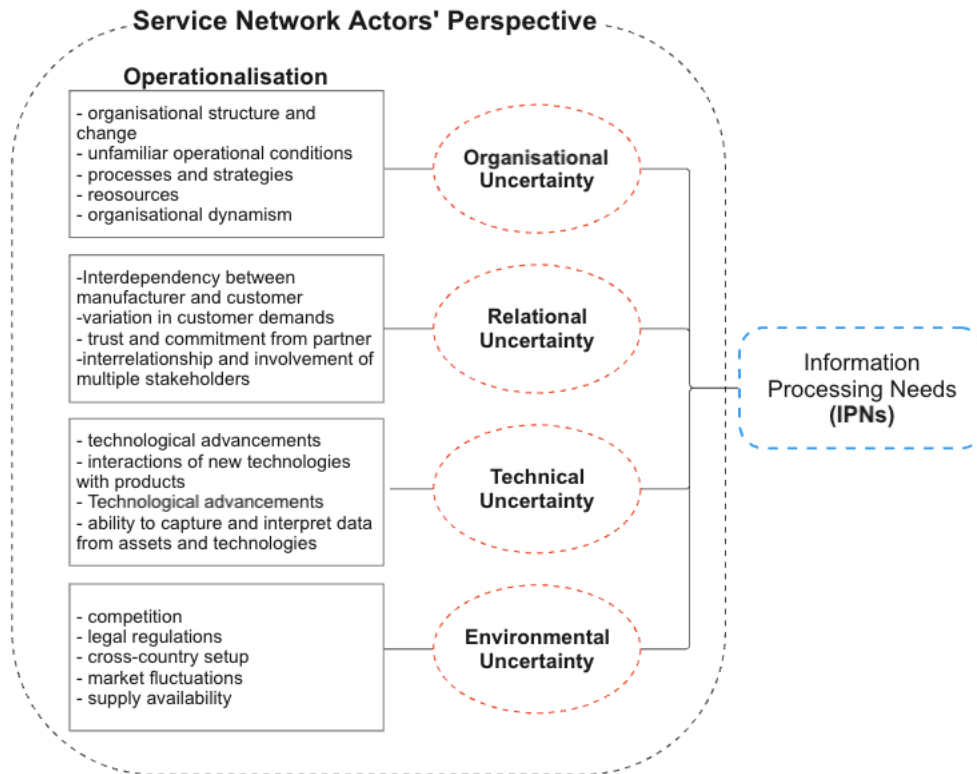 Service Network Actors' Perspective
Operationalisation
- organisational structure and
change
- unfamiliar operational conditions
- processes and strategies
- reosources
- organisational dynamism
Organisational
Uncertainty
-Interdependency between
manufacturer and customer
-variation in customer demands
- trust and commitment from partner
-interrelationship and involvement of
multiple stakeholders
Relational
Uncertainty
- technological advancements
- interactions of new technologies
with products
- Technological advancements
- ability to capture and interpret data
from assets and technologies
Technical
Uncertainty
- competition
- legal regulations
- cross-country setup
- market fluctuations
- supply availability
Environmental
Uncertainty
Information
Processing Needs
(IPNs)